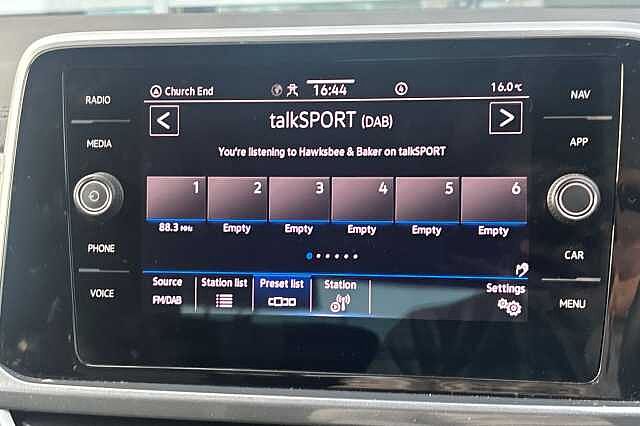 RADIO
MEDIA
PHONE
VOICE
Church End
16:44
4
16.0°C
< talkSPORT (DAB) >
You're listening to Hawksbee & Baker on talkSPORT
1 2 3 4 5 6
88.3 MHz Empty Empty Empty Empty Empty
Source Station list Preset list Station Settings
FM/DAB
NAV
APP
CAR
MENU